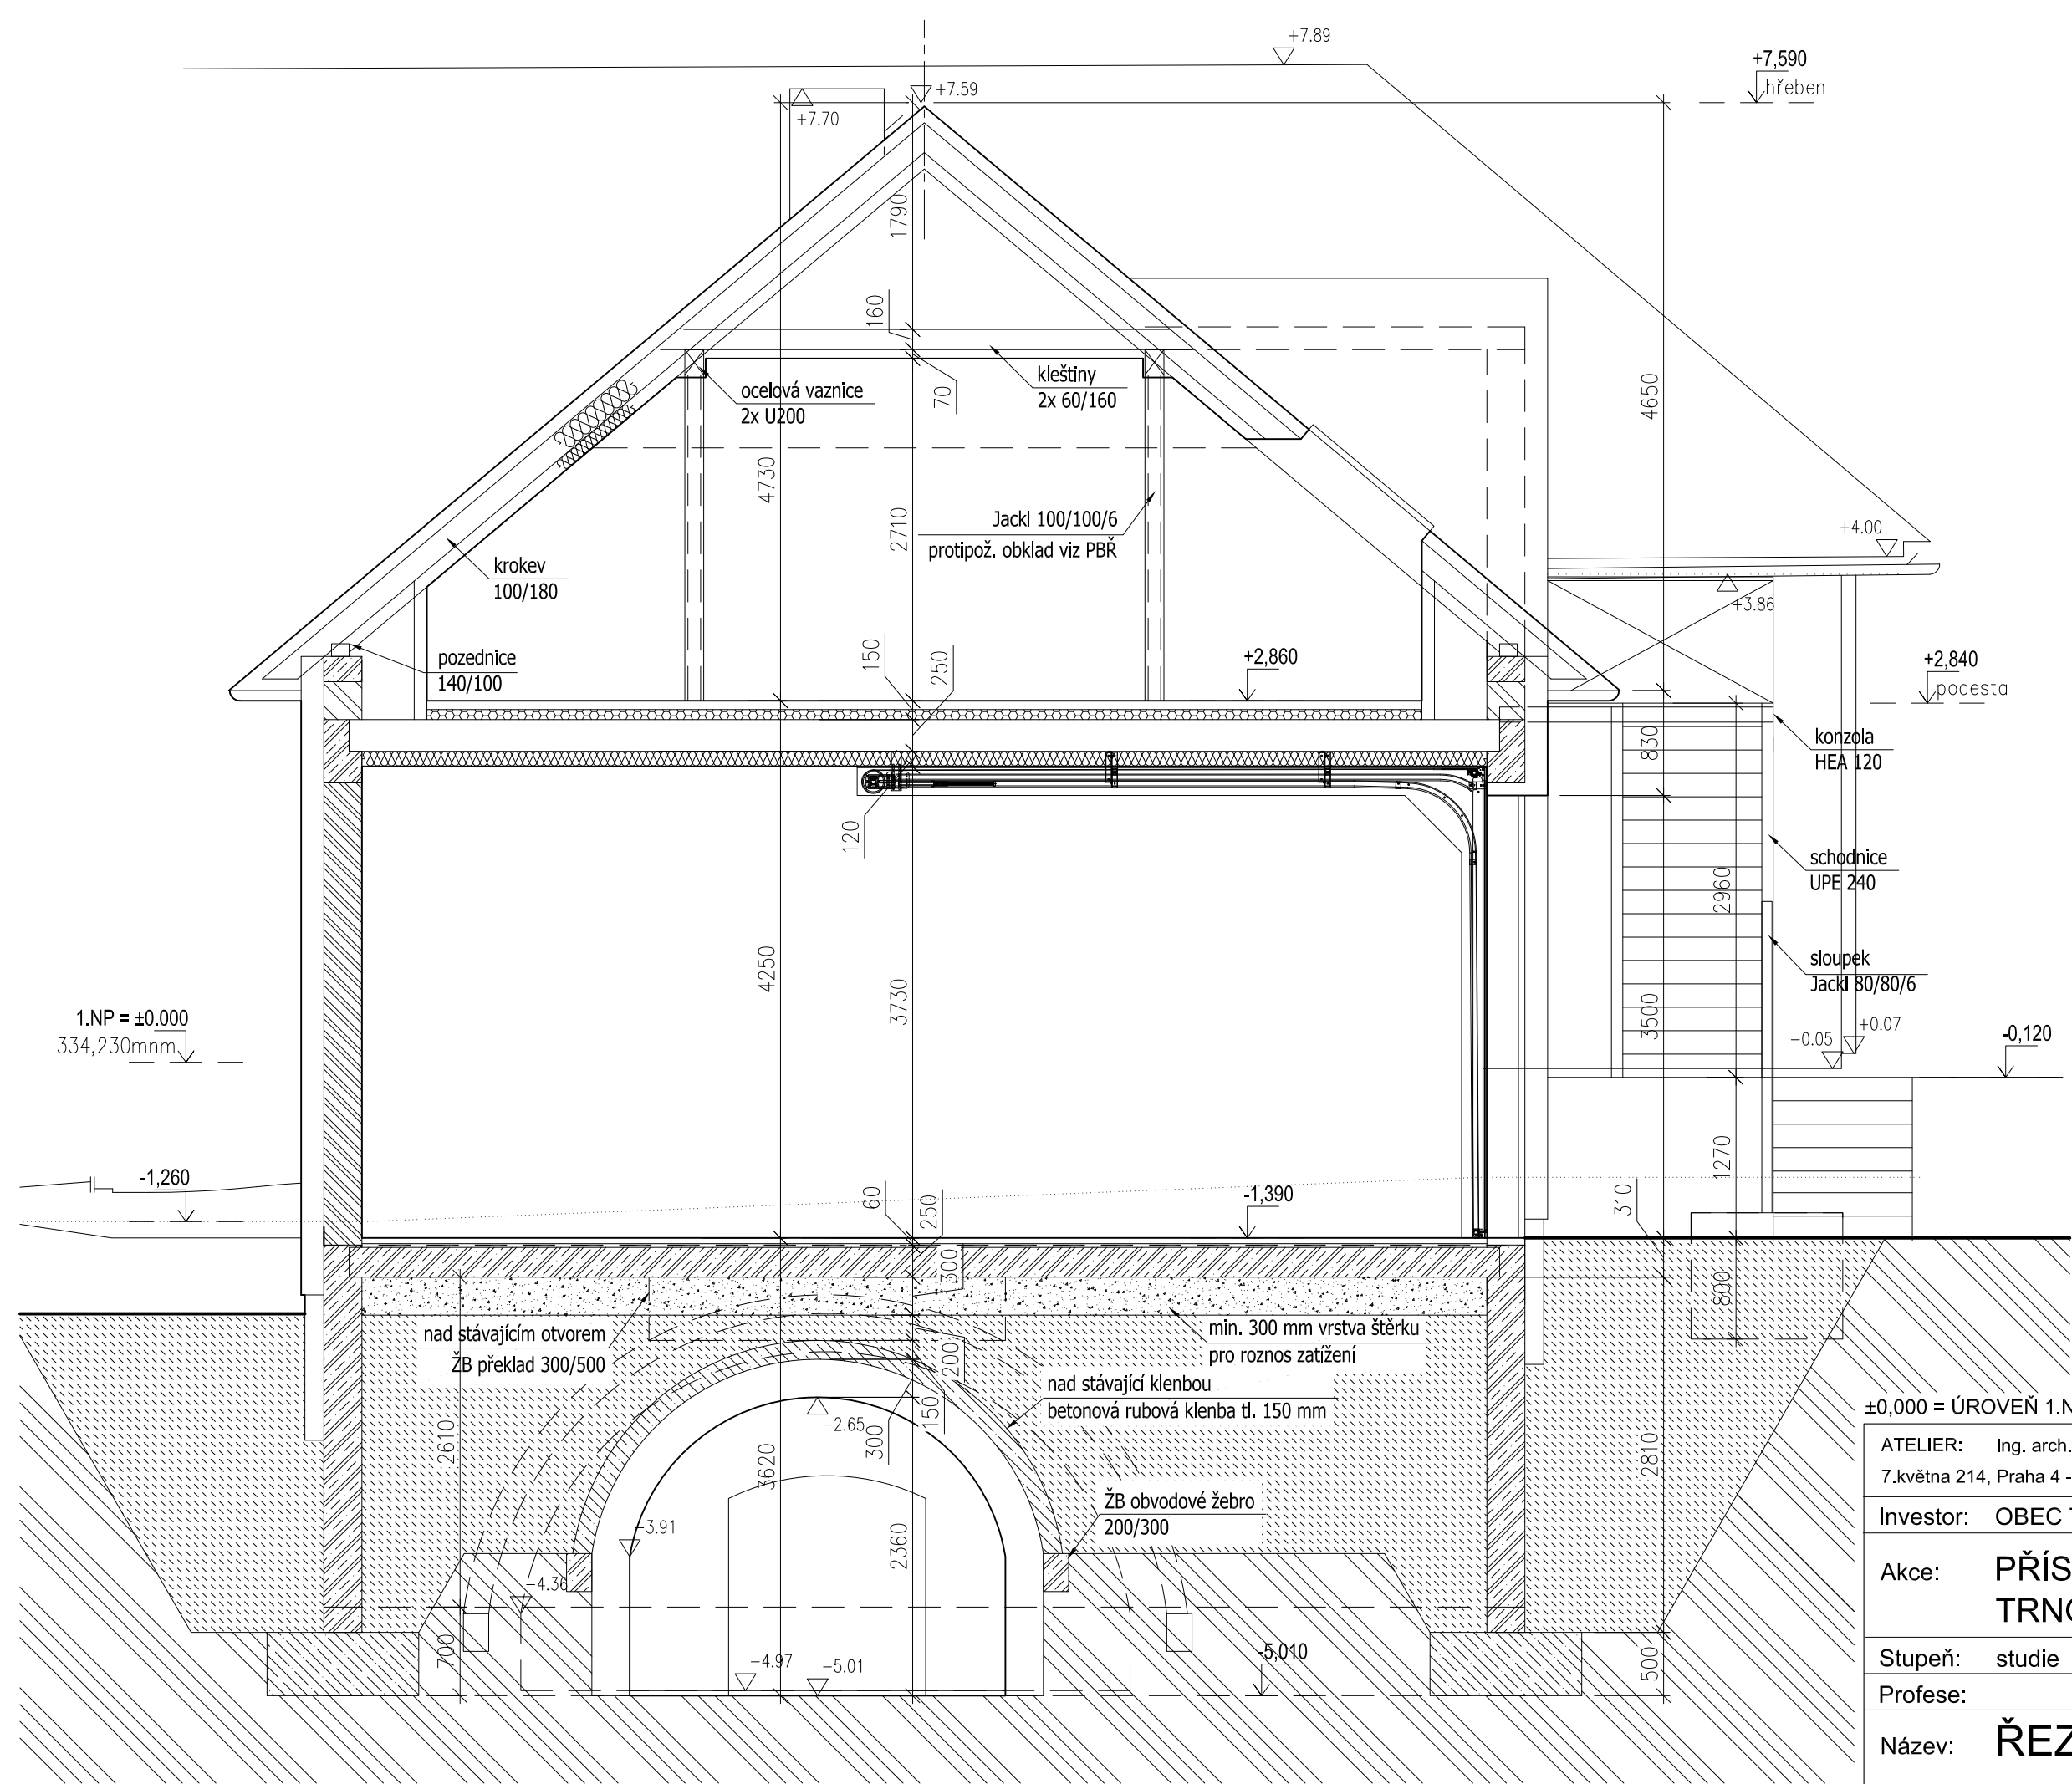 +7.89
+7,590
hřeben
+7.59
+7.70
1790
160
70
kleštiny
2x 60/160
ocelová vaznice
2x U200
4650
4730
2710
Jackl 100/100/6
protipož. obklad viz PBŘ
+4.00
+3.86
krokev
100/180
pozednice
140/100
150
250
+2,860
+2,840
podesta
konzola
HEA 120
830
120
schodnice
UPE 240
2960
sloupek
Jackl 80/80/6
4250
3730
3500
1.NP = ±0.000
334,230mnm
-0.05
+0.07
-0,120
-1,260
1270
60
250
-1,390
310
300
800
nad stávajícím otvorem
ŽB překlad 300/500
min. 300 mm vrstva štěrku
pro roznos zatížení
200
nad stávající klenbou
betonová rubová klenba tl. 150 mm
150
300
-2.65
2610
3620
2810
ŽB obvodové žebro
200/300
-3.91
2360
-4.36
700
-4.97
-5.01
-5,010
500
±0,000 = ÚROVEŇ 1.N
ATELIER: Ing. arch.
7.května 214, Praha 4 -
Investor: OBEC
Akce: PŘÍS
TRN
Stupeň: studie
Profese:
Název: ŘEZ